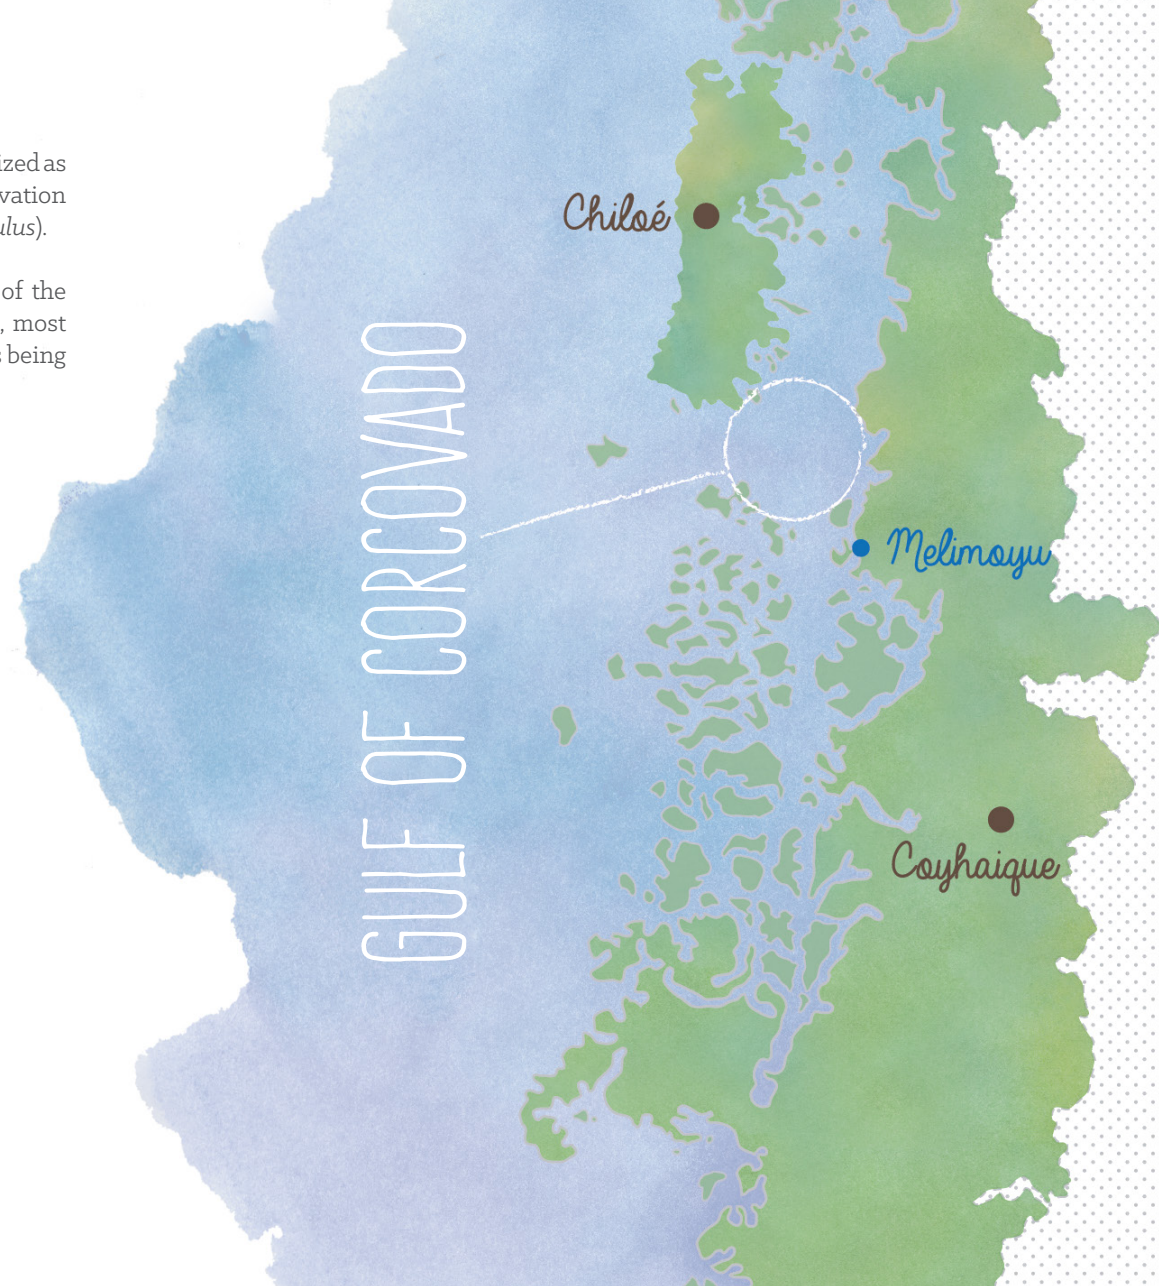 ized as
vation
ulus).
of the
, most
s being
Chiloé
GULF OF CORCOVADO
Melimoyu
Coyhaique